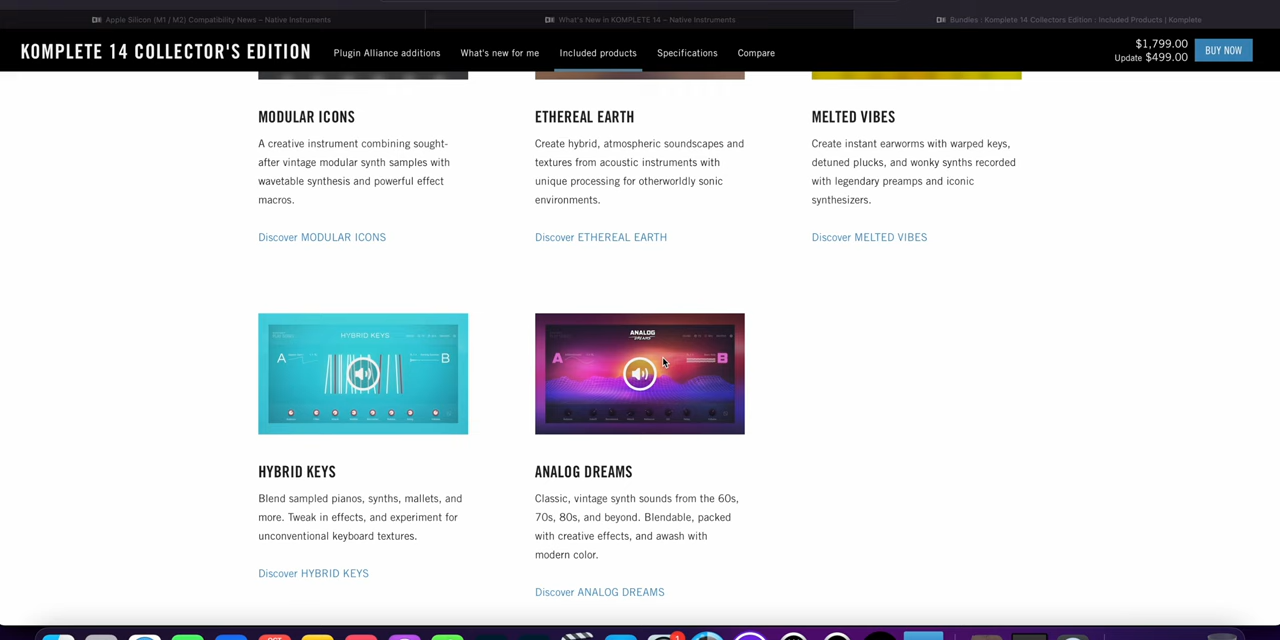 Apple Silicon (M1 / M2) Compatibility News – Native Instruments
What's New in KOMPLETE 14 – Native Instruments
Bundles : Komplete 14 Collectors Edition : Included Products | Komplete
KOMPLETE 14 COLLECTOR'S EDITION
Plugin Alliance additions
What's new for me
Included products
Specifications
Compare
$1,799.00
Update $499.00
BUY NOW
MODULAR ICONS
A creative instrument combining sought-
after vintage modular synth samples with
wavetable synthesis and powerful effect
macros.
Discover MODULAR ICONS
ETHEREAL EARTH
Create hybrid, atmospheric soundscapes and
textures from acoustic instruments with
unique processing for otherworldly sonic
environments.
Discover ETHEREAL EARTH
MELTED VIBES
Create instant earworms with warped keys,
detuned plucks, and wonky synths recorded
with legendary preamps and iconic
synthesizers.
Discover MELTED VIBES
HYBRID KEYS
A
B
HYBRID KEYS
Blend sampled pianos, synths, mallets, and
more. Tweak in effects, and experiment for
unconventional keyboard textures.
Discover HYBRID KEYS
ANALOG
DREAMS
A
B
ANALOG DREAMS
Classic, vintage synth sounds from the 60s,
70s, 80s, and beyond. Blendable, packed
with creative effects, and awash with
modern color.
Discover ANALOG DREAMS
OCT
1